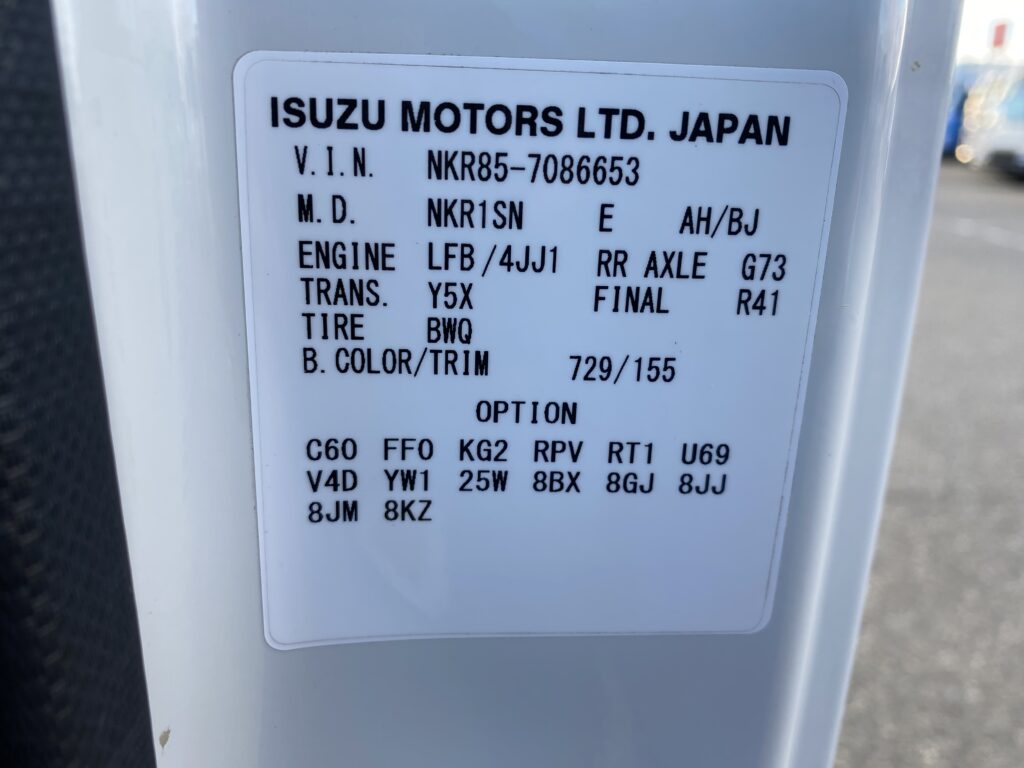 ISUZU MOTORS LTD. JAPAN
V.I.N. NKR85-7086653
M.D. NKR1SN E AH/BJ
ENGINE LFB/4JJ1 RR AXLE G73
TRANS. Y5X FINAL R41
TIRE BWQ
B.COLOR/TRIM 729/155
OPTION
C60 FF0 KG2 RPV RT1 U69
V4D YW1 25W 8BX 8GJ 8JJ
8JM 8KZ